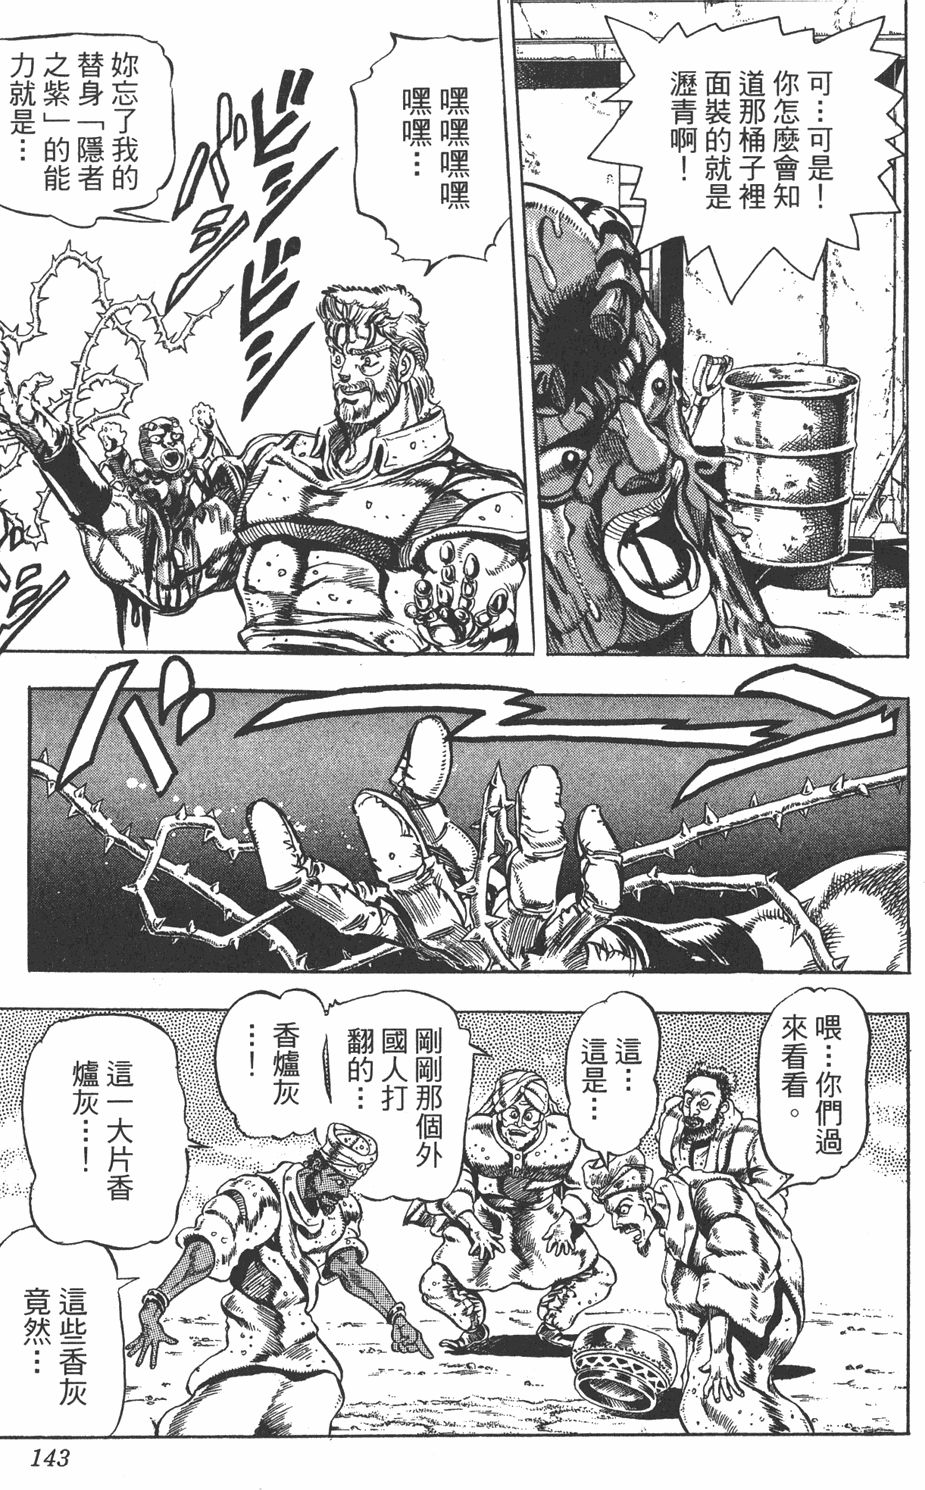 可…可是！
你怎麼會知
道那桶子裡
面裝的就是
瀝青啊！
嘿嘿嘿嘿
嘿嘿…
妳忘了我的
替身「隱者
之紫」的能
力就是…
ビシ
ビシ
バシ
バシ
バーン
喂…你們過
來看看。
這…
這是…
剛剛那個外
國人打
翻的…
香爐灰
…！
這一大片香
爐灰…！
這些香灰
竟然…
143